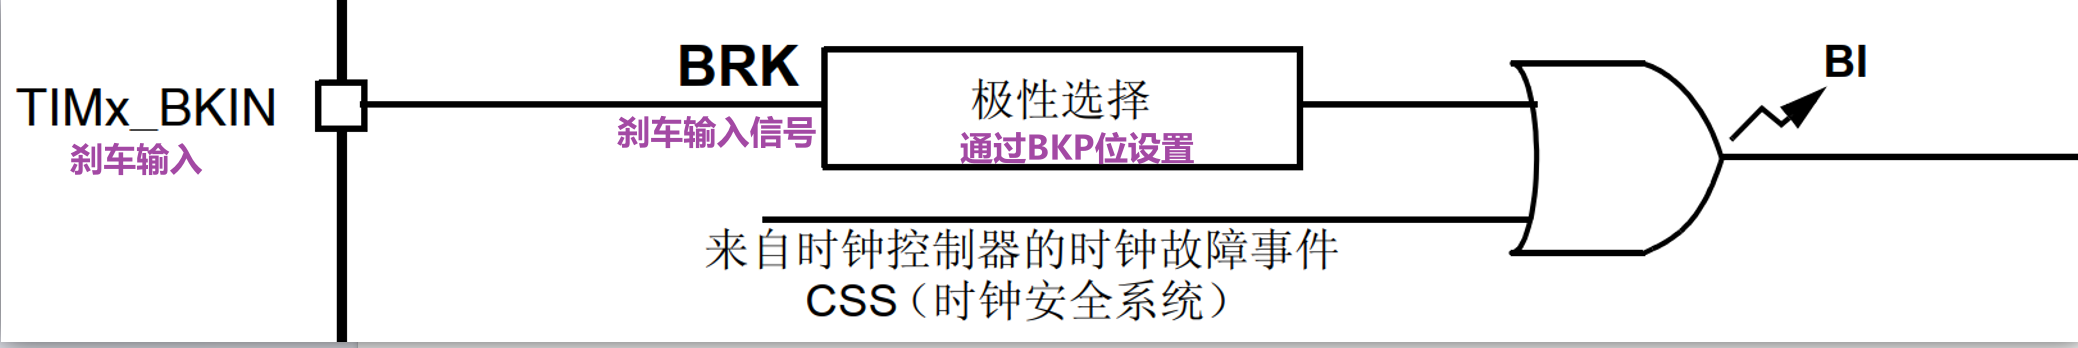 TIMx_BKIN
刹车输入
BRK
刹车输入信号
极性选择
通过BKP位设置
BI
来自时钟控制器的时钟故障事件
CSS（时钟安全系统）